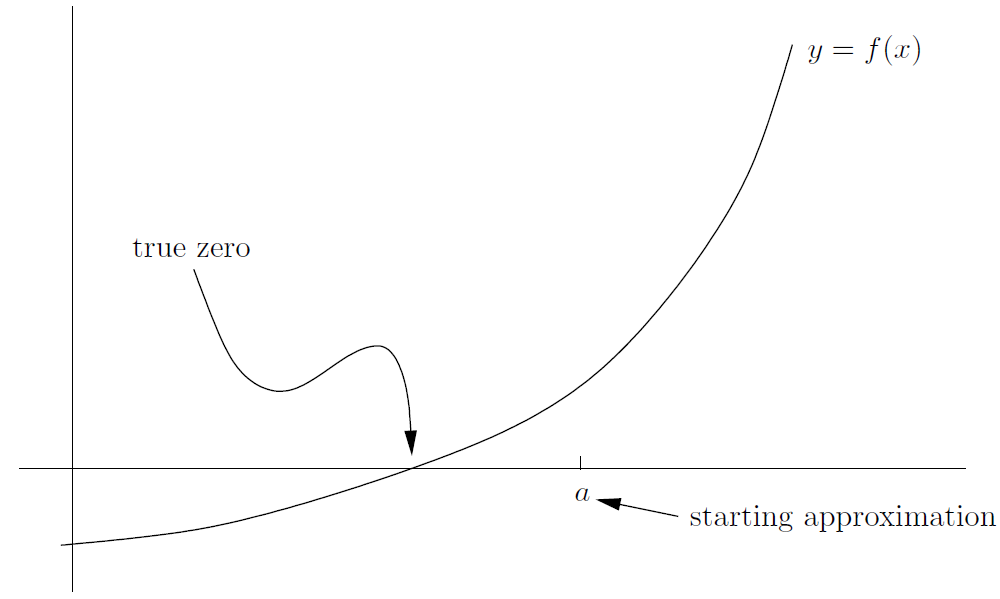 y = f(x)
true zero
a
starting approximation